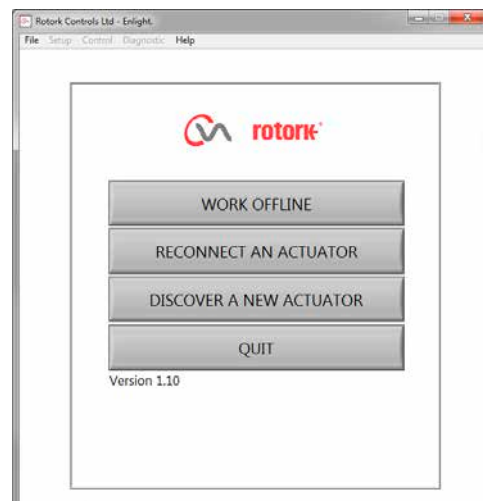 Rotork Controls Ltd - Enlight.
File Setup Control Diagnostic Help
rotork
WORK OFFLINE
RECONNECT AN ACTUATOR
DISCOVER A NEW ACTUATOR
QUIT
Version 1.10